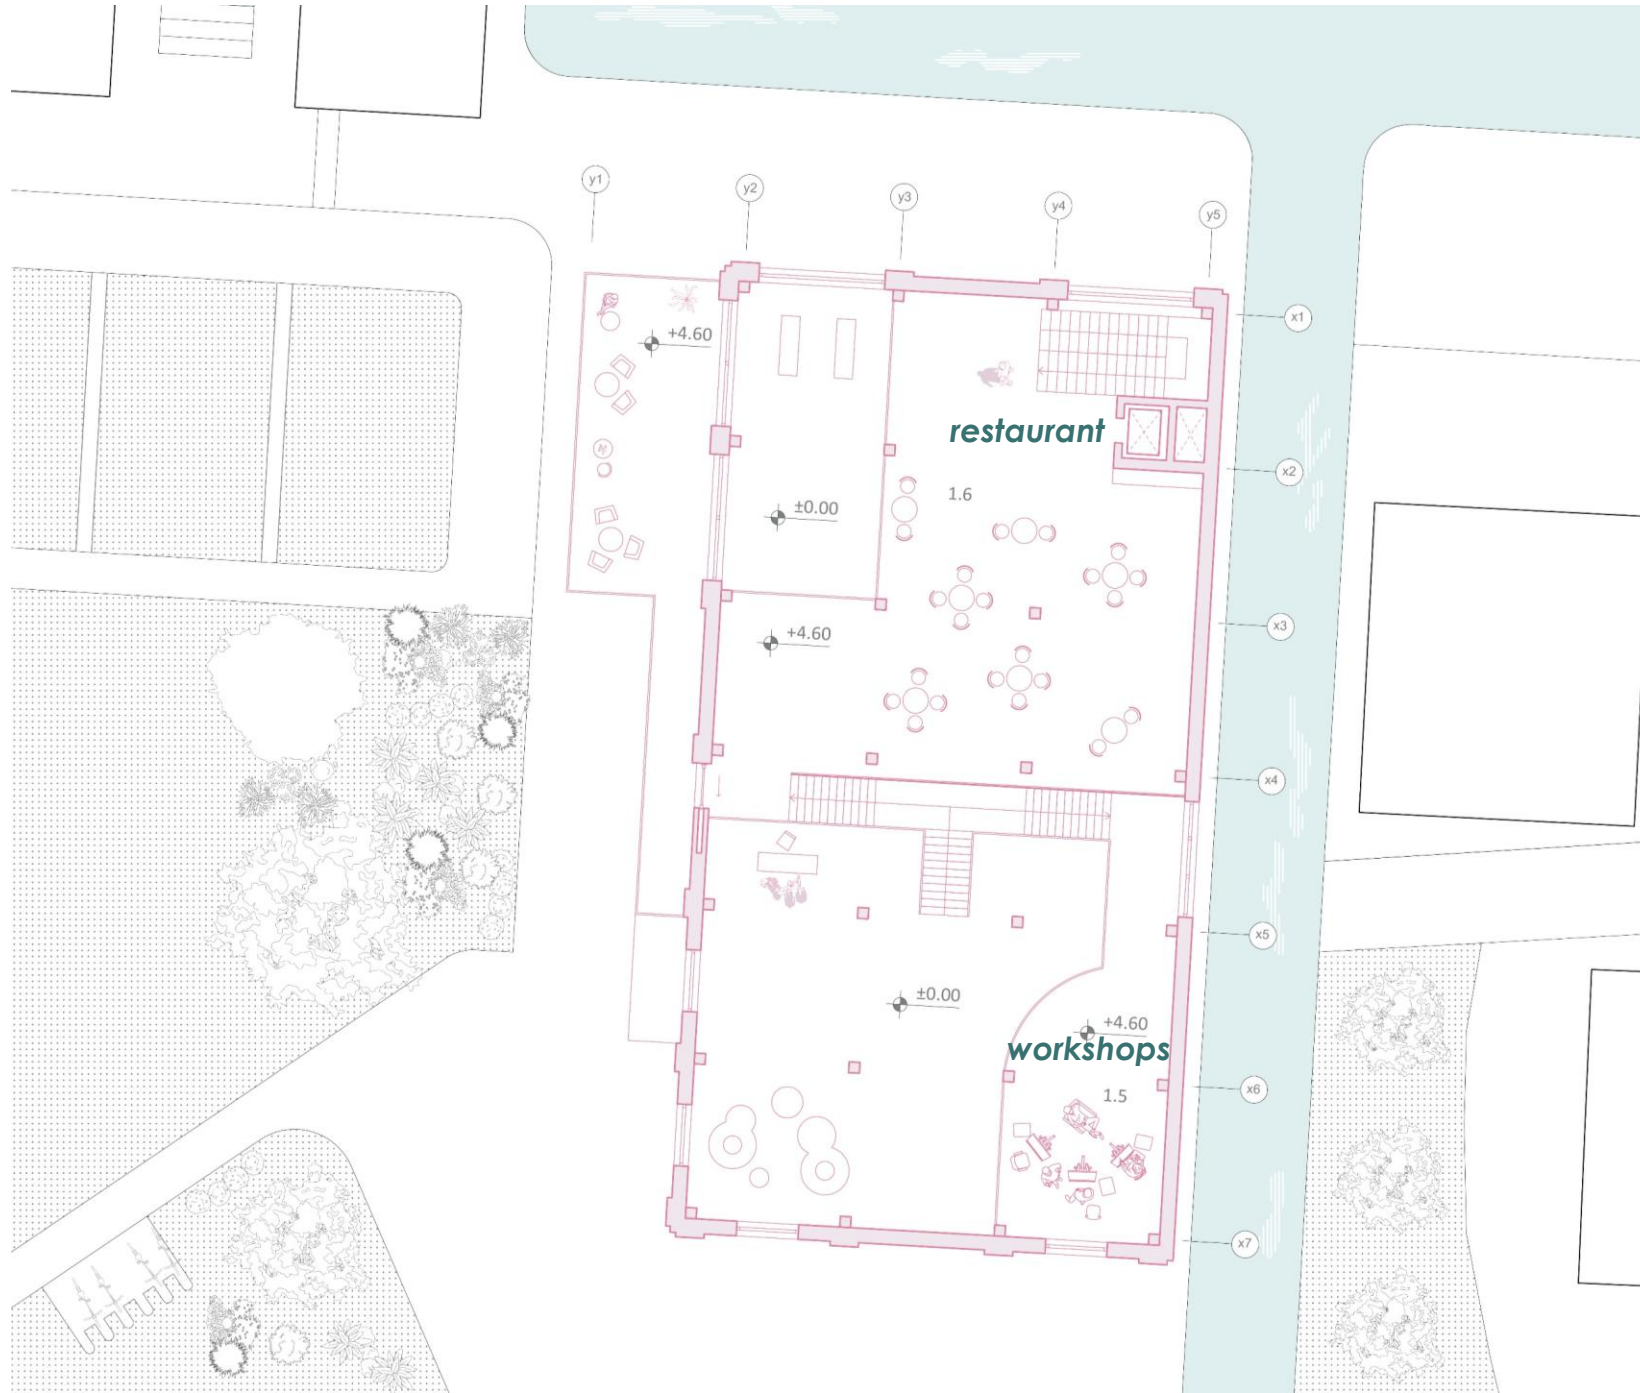 y1
y2
y3
y4
y5
x1
+4.60
restaurant
x2
1.6
±0.00
x3
+4.60
x4
x5
±0.00
+4.60
workshops
x6
1.5
x7